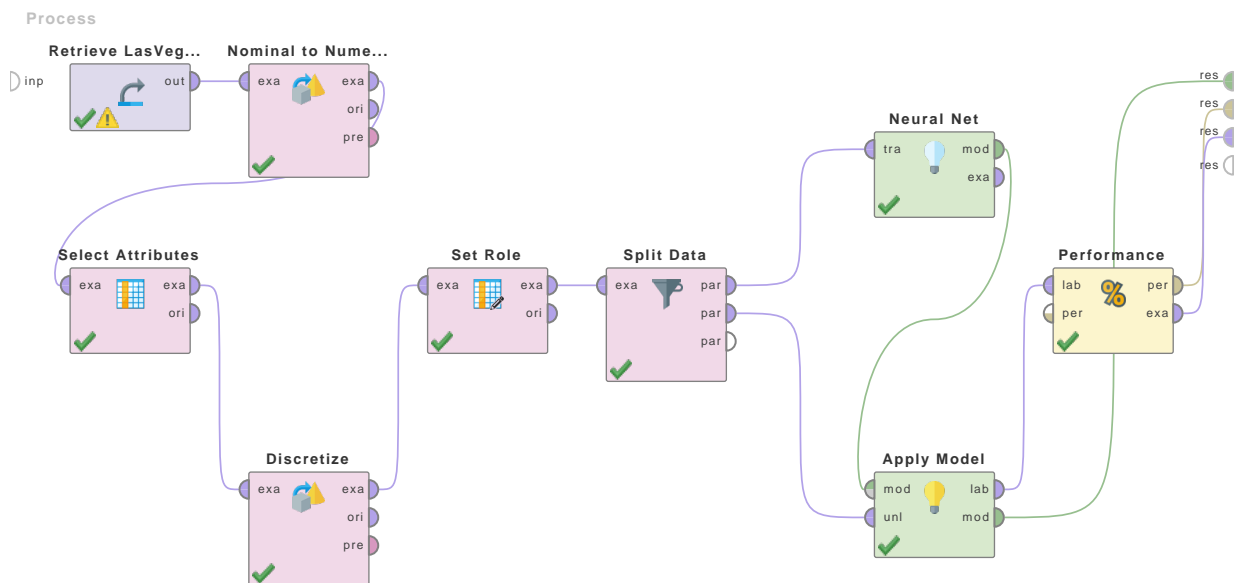 Process
Retrieve LasVeg...
Nominal to Nume...
inp
out
exa
exa
ori
pre
res
res
res
res
Neural Net
tra
mod
exa
Select Attributes
exa
exa
ori
Set Role
exa
exa
ori
Split Data
exa
par
par
par
Performance
lab
per
per
exa
%
Discretize
exa
exa
ori
pre
Apply Model
mod
lab
unl
mod